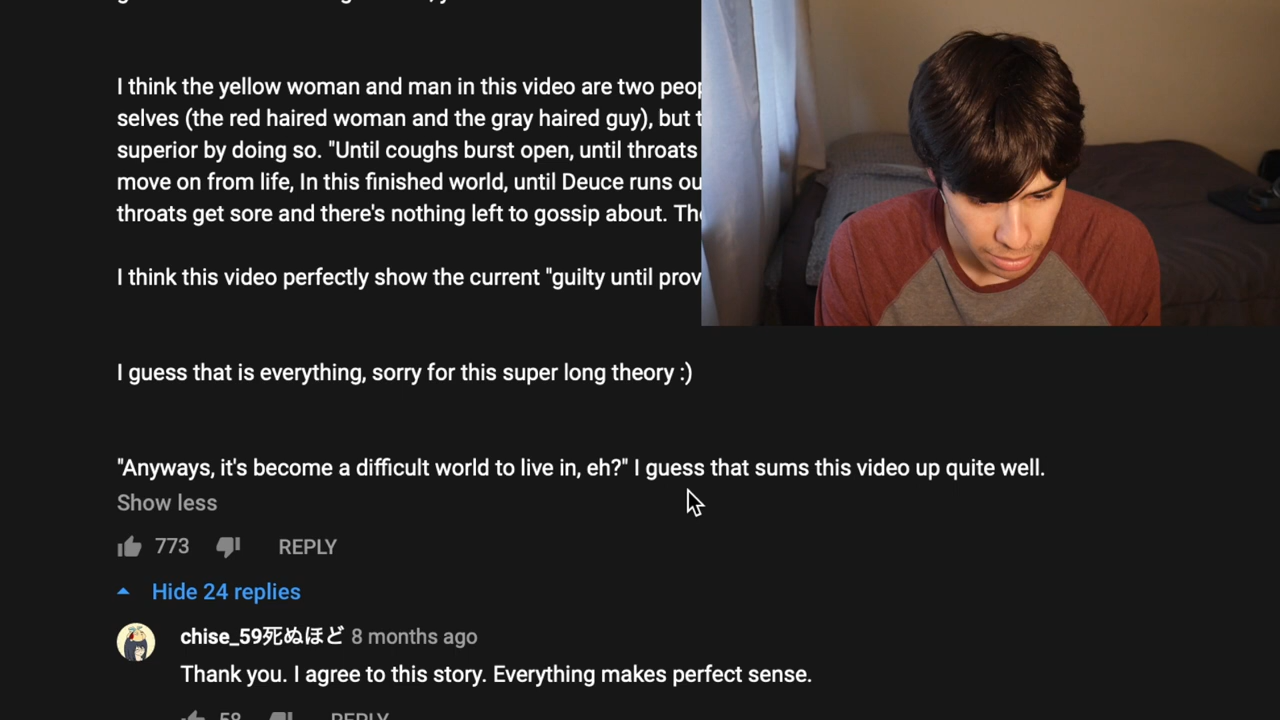 I think the yellow woman and man in this video are two
selves (the red haired woman and the gray haired guy), but
superior by doing so. "Until coughs burst open, until throats
move on from life, In this finished world, until Deuce runs
throats get sore and there's nothing left to gossip about.
I think this video perfectly show the current "guilty until
I guess that is everything, sorry for this super long theory :)
"Anyways, it's become a difficult world to live in, eh?" I guess that sums this video up quite well.
Show less
773 REPLY
Hide 24 replies
chise_59死ぬほど 8 months ago
Thank you. I agree to this story. Everything makes perfect sense.
58 REPLY